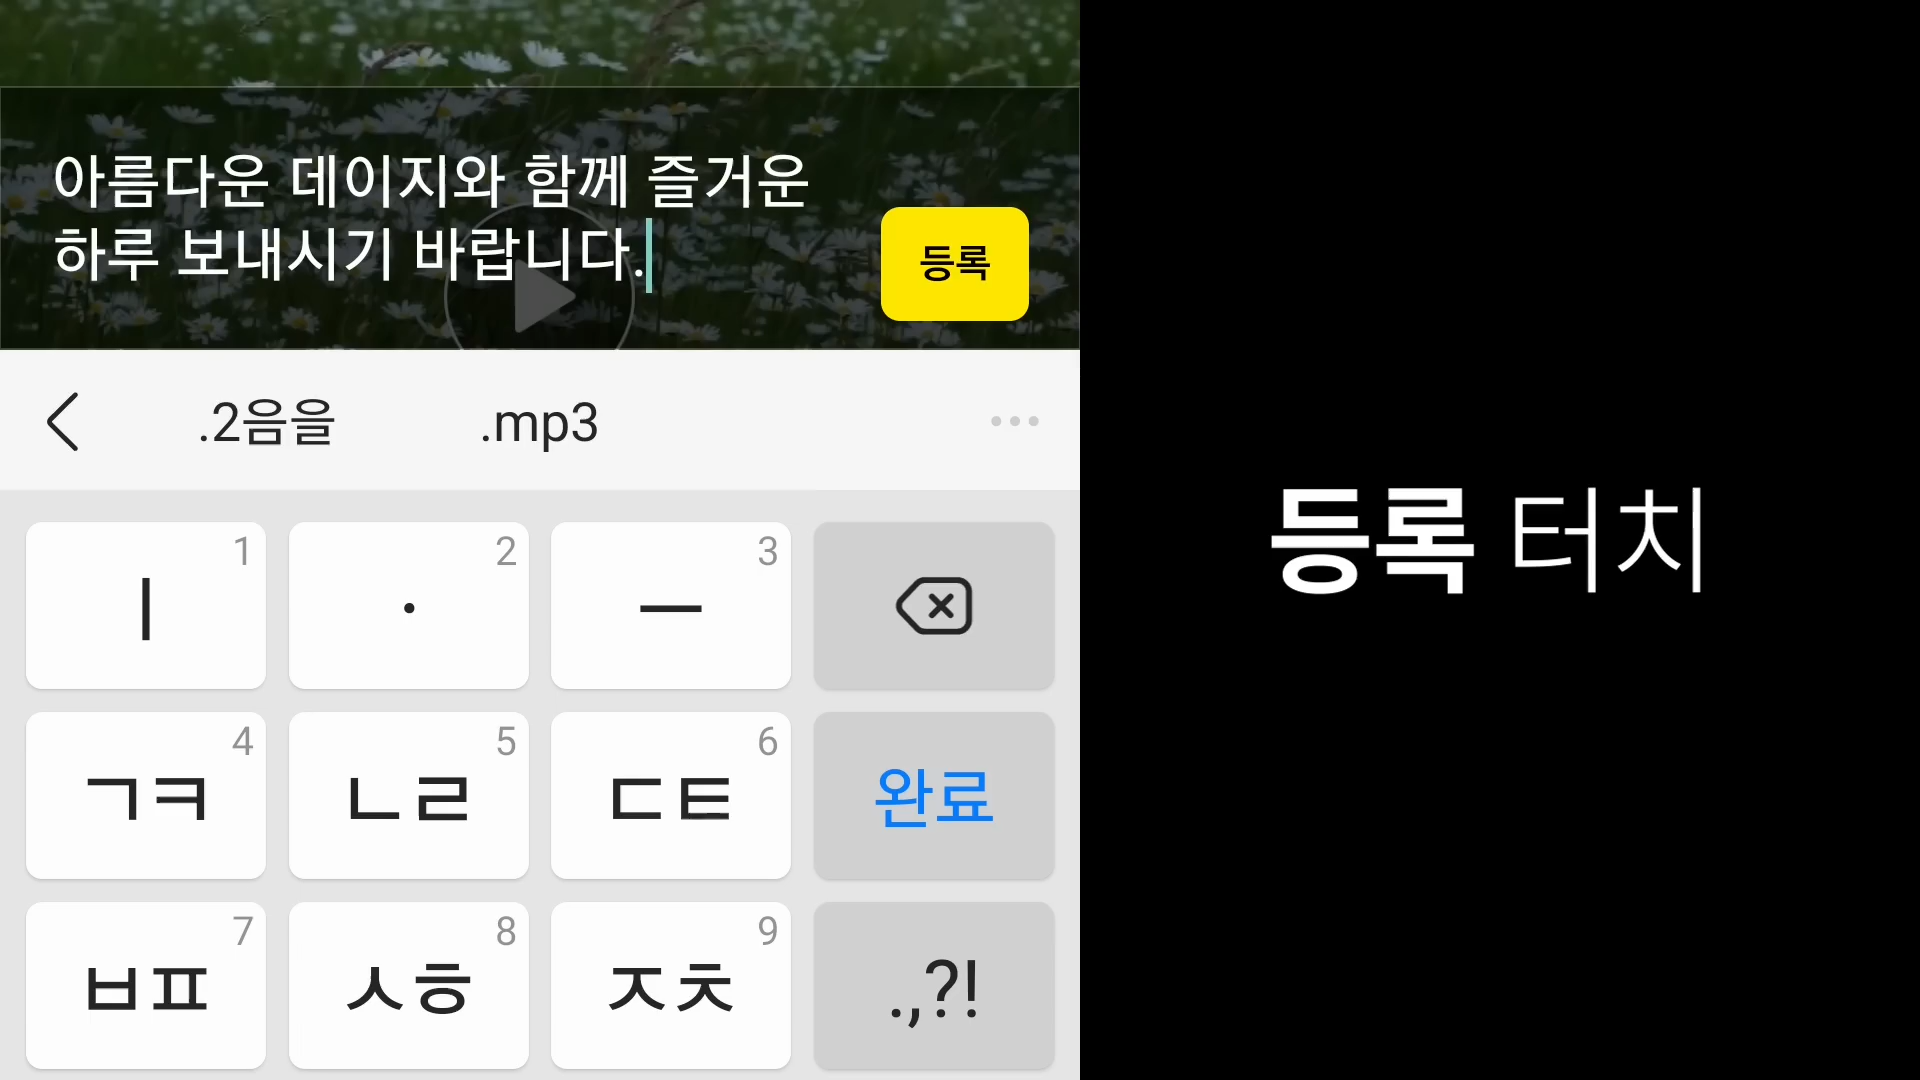 아름다운 데이지와 함께 즐거운
하루 보내시기 바랍니다.
등록
.2음을 .mp3
1 2 3
ㅣ · ㅡ
4 5 6
ㄱㅋ ㄴㄹ ㄷㅌ 완료
7 8 9
ㅂㅍ ㅅㅎ ㅈㅊ .,?!
등록 터치